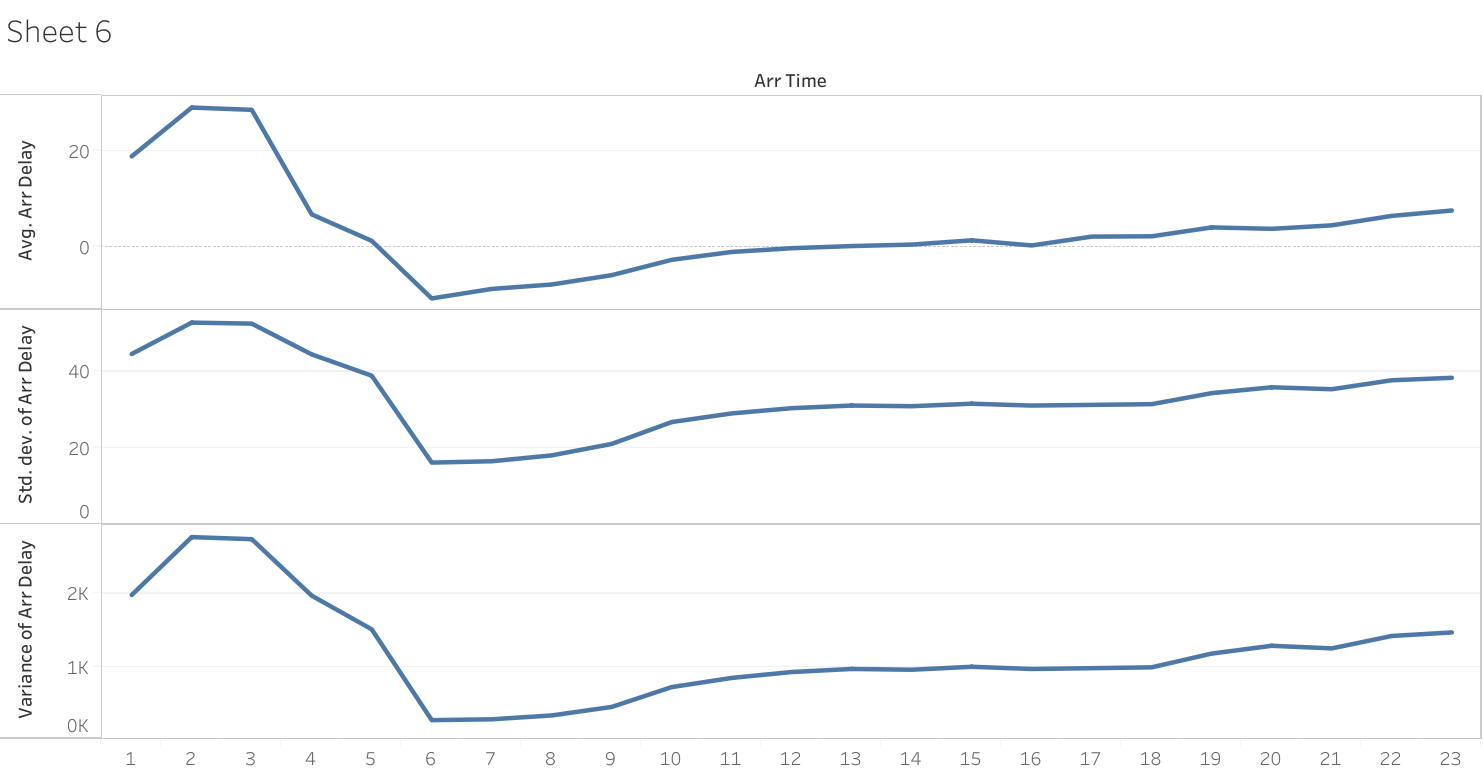 Sheet 6
Arr Time
Avg. Arr Delay
20
0
Std. dev. of Arr Delay
40
20
0
Variance of Arr Delay
2K
1K
0K
1 2 3 4 5 6 7 8 9 10 11 12 13 14 15 16 17 18 19 20 21 22 23